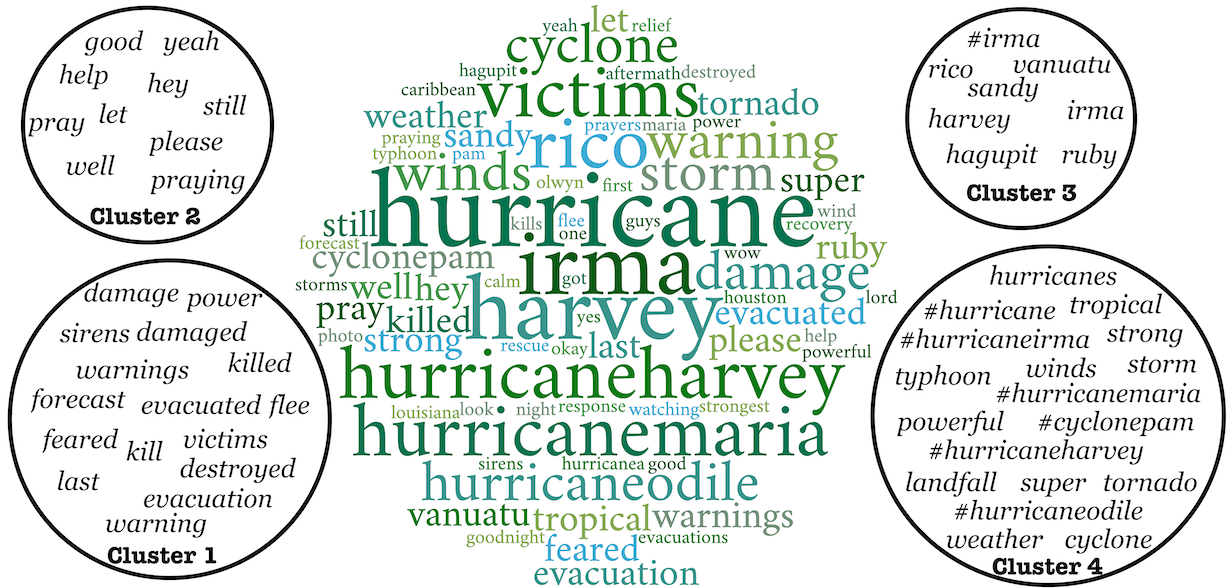 good yeah
help hey
pray let still
please
well
praying
Cluster 2
damage power
sirens damaged
warnings killed
forecast evacuated flee
feared kill victims
destroyed
last
evacuation
warning
Cluster 1
yeah let relief
cyclone
hagupit aftermath destroyed
caribbean victims tornado
weather
praying sandy rico prayers maria power warning
typhoon pam
winds olwyn first storm super
hurricane
still kills flee guys wind
one recovery
forecast
cyclonepam irma wow ruby
storms well hey calm got damage
houston lord
pray killed harvey yes evacuated
photo strong rescue okay last please help
powerful
hurricaneharvey
louisiana look night response watching strongest
hurricanemaria
sirens hurricanea good
hurricaneodile
vanuatu tropical warnings
goodnight feared evacuations
evacuation
#irma
rico vanuatu
sandy
harvey irma
hagupit ruby
Cluster 3
hurricanes
#hurricane tropical
#hurricaneirma strong
typhoon winds storm
#hurricanemaria
powerful #cyclonepam
#hurricaneharvey
landfall super tornado
#hurricaneodile
weather cyclone
Cluster 4